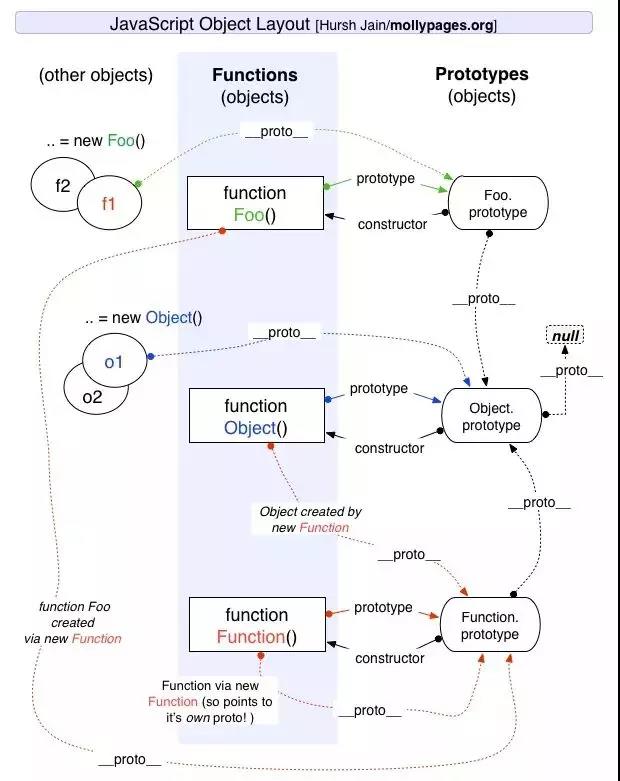 JavaScript Object Layout [Hursh Jain/mollypages.org]
(other objects)
Functions
(objects)
Prototypes
(objects)
.. = new Foo()
__proto__
f2
f1
function
Foo()
prototype
constructor
Foo.
prototype
__proto__
.. = new Object()
__proto__
null
__proto__
o1
o2
function
Object()
prototype
constructor
Object.
prototype
Object created by
new Function
__proto__
__proto__
function Foo
created
via new Function
function
Function()
prototype
constructor
Function.
prototype
Function via new
Function (so points to
it's own proto! )
__proto__
__proto__